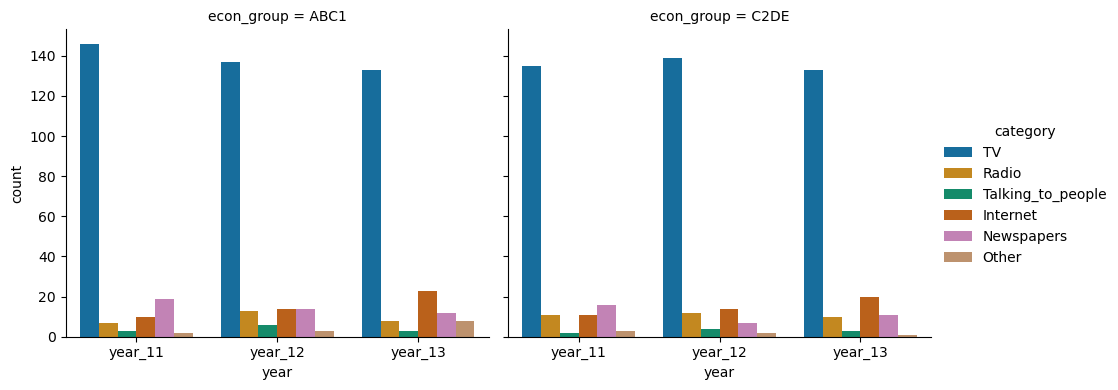 econ_group = ABC1
econ_group = C2DE
count
140
120
100
80
60
40
20
0
year_11
year_12
year_13
year
year_11
year_12
year_13
year
category
TV
Radio
Talking_to_people
Internet
Newspapers
Other